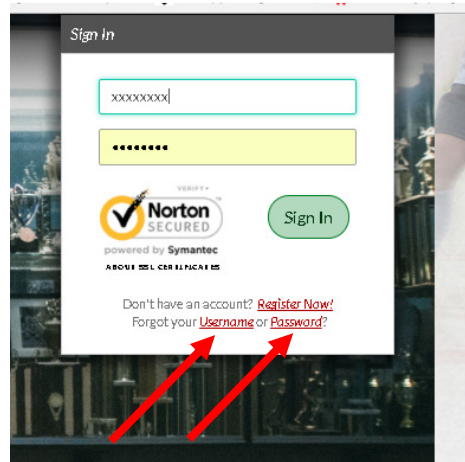 Sign In
xxxxxxxx
••••••••
VERIFY
Norton
SECURED
powered by Symantec
ABOUT SSL CERTIFICATES
Sign In
Don't have an account? Register Now!
Forgot your Username or Password?